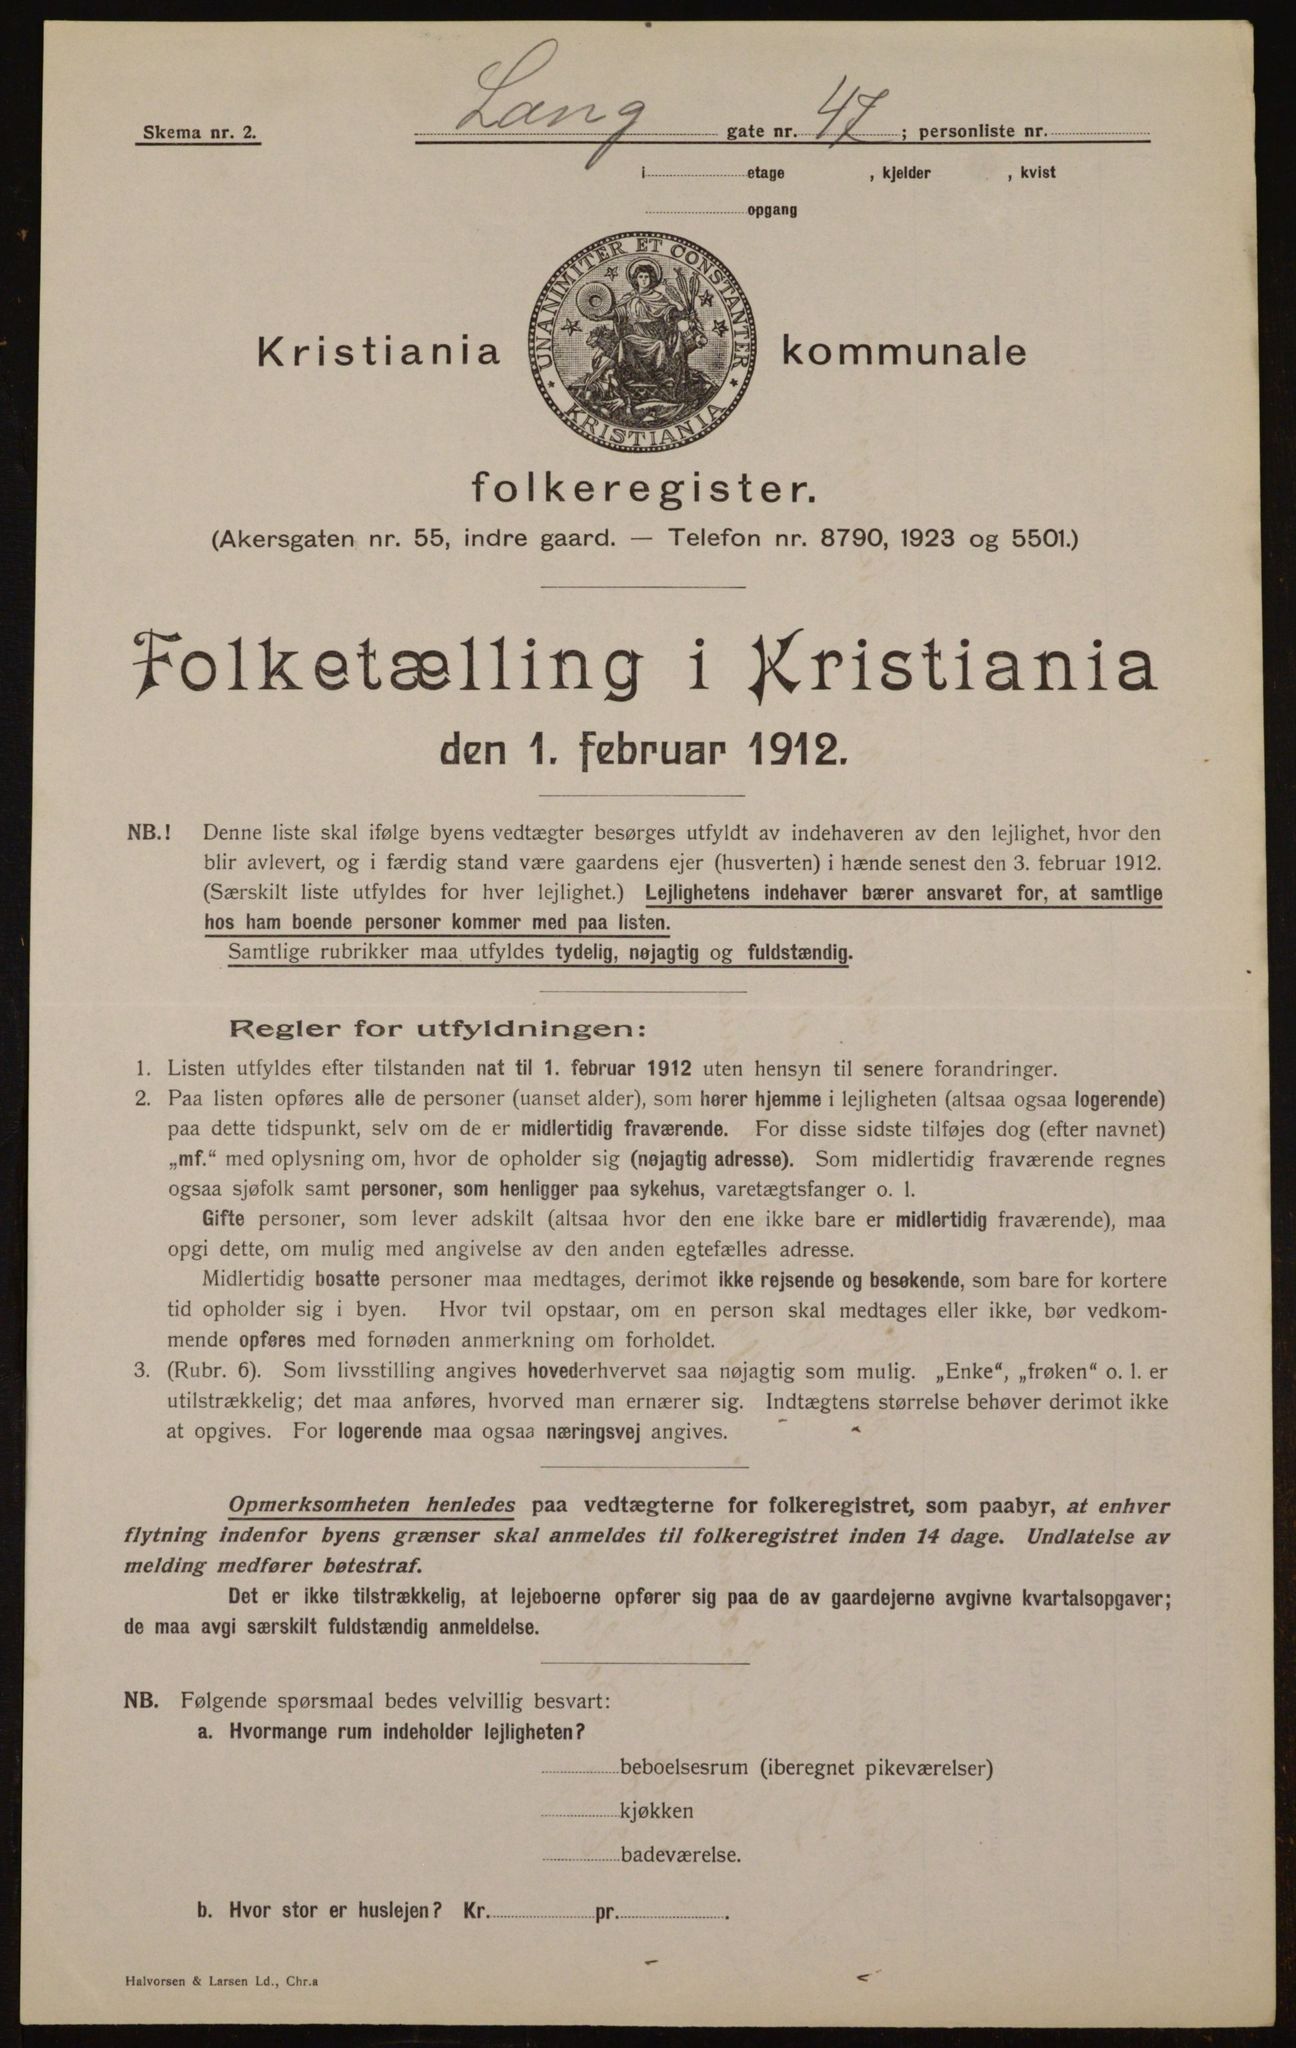 Skema nr. 2.
Lang gate nr. 47; personliste nr.
i etage , kjelder , kvist
opgang
UNANIMITER ET CONSTANTER
KRISTIANIA
Kristiania kommunale
folkeregister.
(Akersgaten nr. 55, indre gaard. — Telefon nr. 8790, 1923 og 5501.)
Folketælling i Kristiania
den 1. februar 1912.
NB.! Denne liste skal ifølge byens vedtægter besørges utfyldt av indehaveren av den lejlighet, hvor den
blir avlevert, og i færdig stand være gaardens ejer (husverten) i hænde senest den 3. februar 1912.
(Særskilt liste utfyldes for hver lejlighet.) Lejlighetens indehaver bærer ansvaret for, at samtlige
hos ham boende personer kommer med paa listen.
Samtlige rubrikker maa utfyldes tydelig, nøjagtig og fuldstændig.
Regler for utfyldningen:
1. Listen utfyldes efter tilstanden nat til 1. februar 1912 uten hensyn til senere forandringer.
2. Paa listen opføres alle de personer (uanset alder), som hører hjemme i lejligheten (altsaa ogsaa logerende)
paa dette tidspunkt, selv om de er midlertidig fraværende. For disse sidste tilføjes dog (efter navnet)
„mf.“ med oplysning om, hvor de opholder sig (nøjagtig adresse). Som midlertidig fraværende regnes
ogsaa sjøfolk samt personer, som henligger paa sykehus, varetægtsfanger o. l.
Gifte personer, som lever adskilt (altsaa hvor den ene ikke bare er midlertidig fraværende), maa
opgi dette, om mulig med angivelse av den anden egtefælles adresse.
Midlertidig bosatte personer maa medtages, derimot ikke rejsende og besøkende, som bare for kortere
tid opholder sig i byen. Hvor tvil opstaar, om en person skal medtages eller ikke, bør vedkom-
mende opføres med fornøden anmerkning om forholdet.
3. (Rubr. 6). Som livsstilling angives hovederhvervet saa nøjagtig som mulig. „Enke“, „frøken“ o. l. er
utilstrækkelig; det maa anføres, hvorved man ernærer sig. Indtægtens størrelse behøver derimot ikke
at opgives. For logerende maa ogsaa næringsvej angives.
Opmerksomheten henledes paa vedtægterne for folkeregistret, som paabyr, at enhver
flytning indenfor byens grænser skal anmeldes til folkeregistret inden 14 dage. Undlatelse av
melding medfører bøtestraf.
Det er ikke tilstrækkelig, at lejeboerne opfører sig paa de av gaardejerne avgivne kvartalsopgaver;
de maa avgi særskilt fuldstændig anmeldelse.
NB. Følgende spørsmaal bedes velvillig besvart:
a. Hvormange rum indeholder lejligheten?
beboelsesrum (iberegnet pikeværelser)
kjøkken
badeværelse.
b. Hvor stor er huslejen? Kr. pr. .
Halvorsen & Larsen Ld., Chr.a